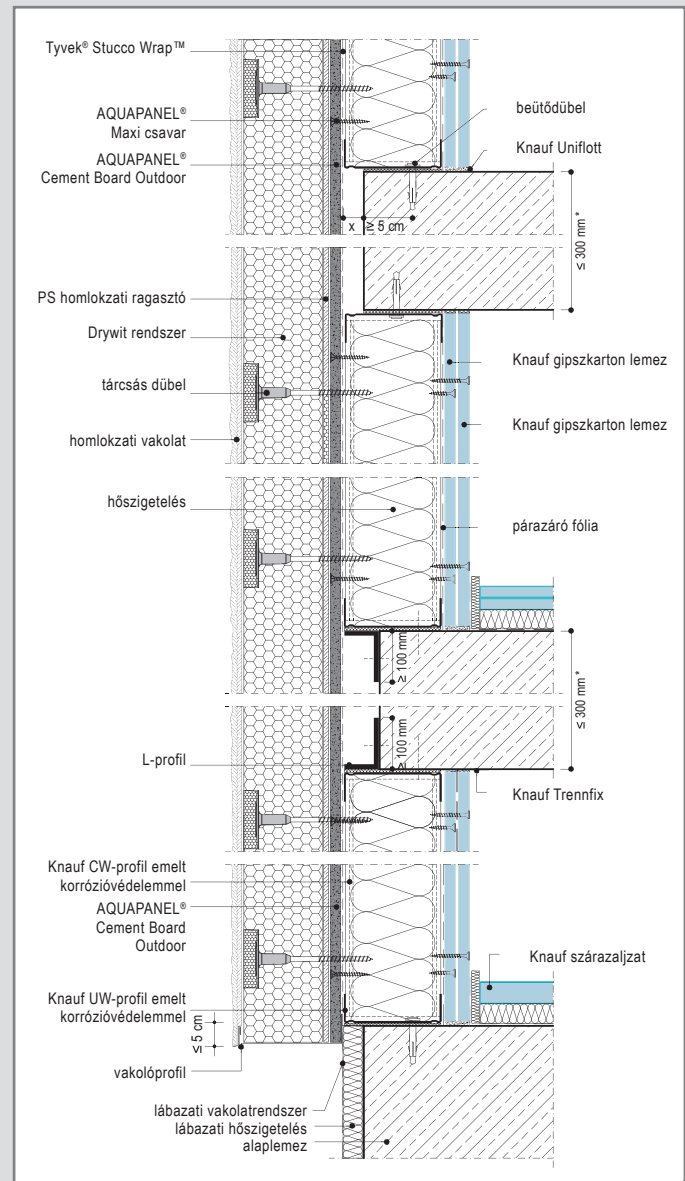 Tyvek® Stucco Wrap™
AQUAPANEL®
Maxi csavar
AQUAPANEL®
Cement Board Outdoor
beütődübel
Knauf Uniflott
x
≥ 5 cm
≤ 300 mm*
PS homlokzati ragasztó
Drywit rendszer
tárcsás dübel
homlokzati vakolat
hőszigetelés
Knauf gipszkarton lemez
Knauf gipszkarton lemez
párazáró fólia
≥ 100 mm
≥ 100 mm
≤ 300 mm*
L-profil
Knauf Trennfix
Knauf CW-profil emelt
korrózióvédelemmel
AQUAPANEL®
Cement Board
Outdoor
Knauf szárazaljzat
Knauf UW-profil emelt
korrózióvédelemmel
≤ 5 cm
vakolóprofil
lábazati vakolatrendszer
lábazati hőszigetelés
alaplemez